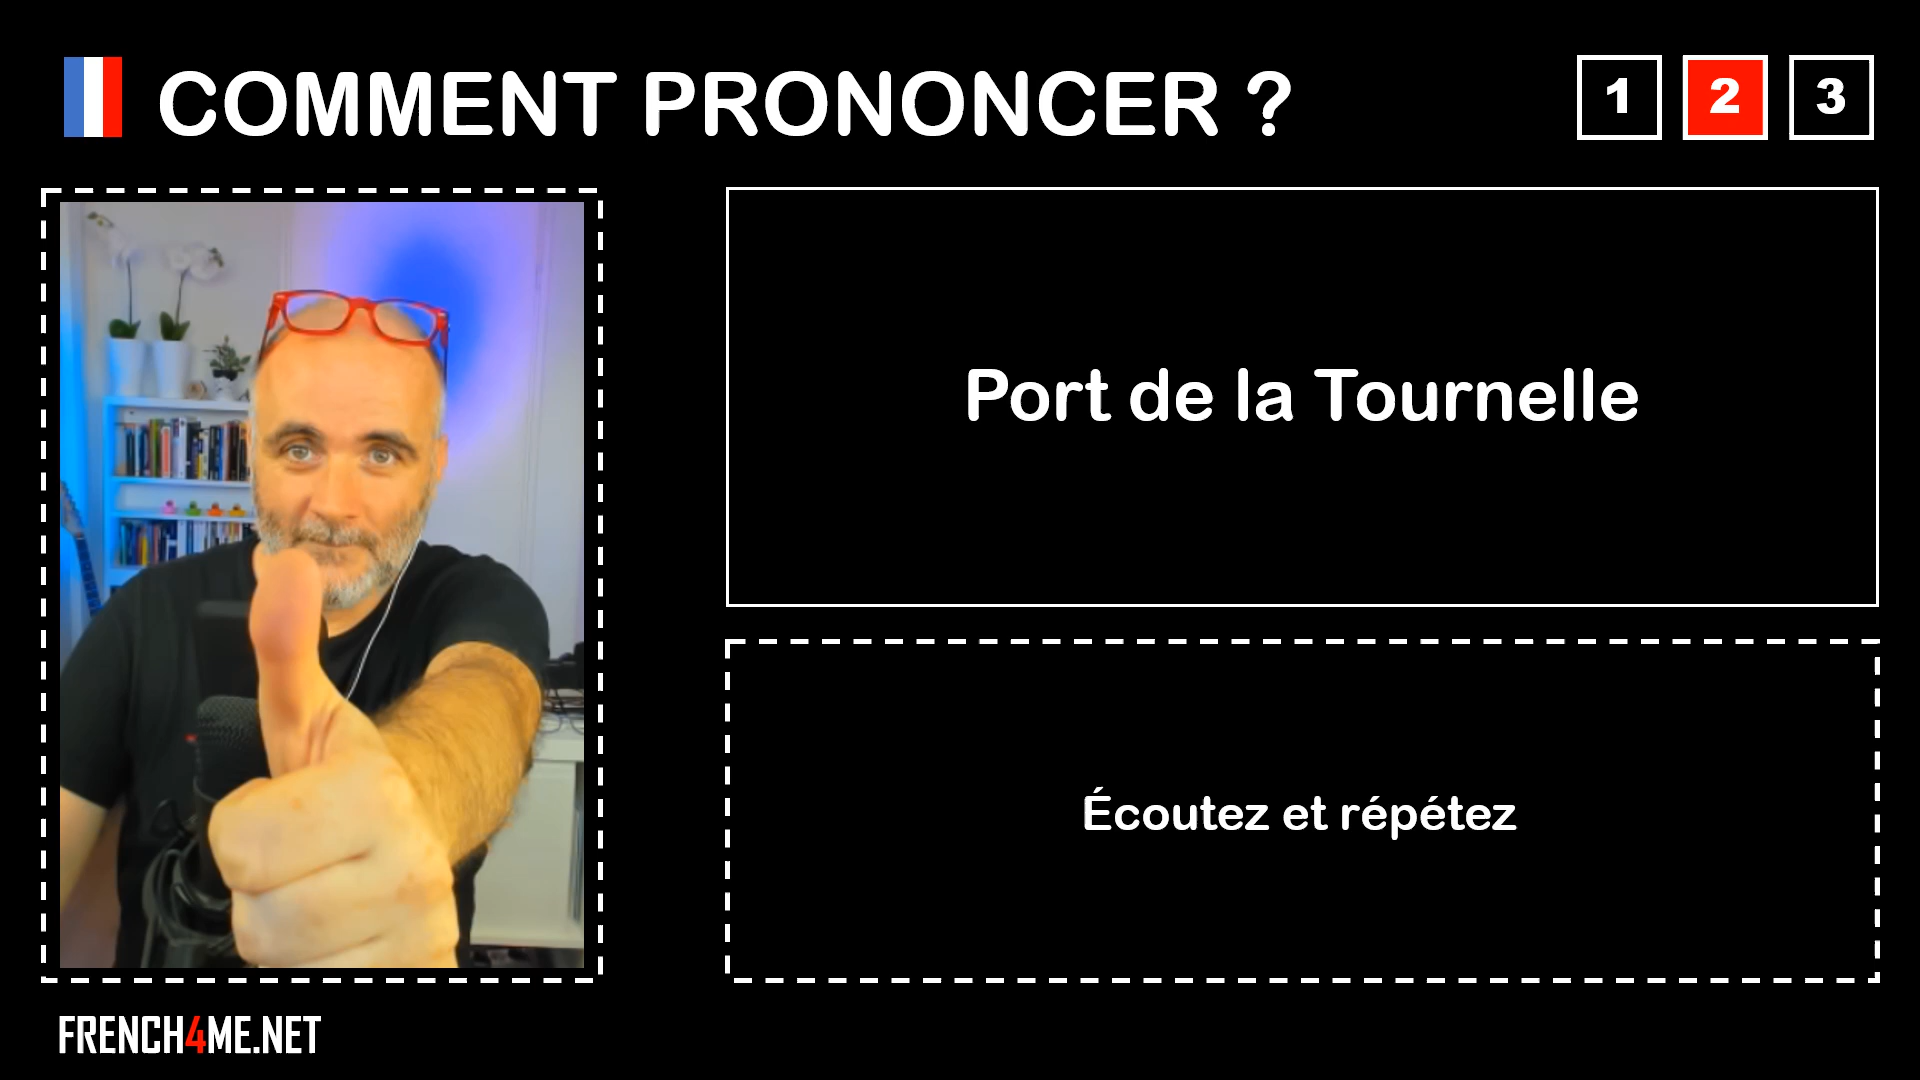 COMMENT PRONONCER ?
1 2 3
Port de la Tournelle
Écoutez et répétez
FRENCH4ME.NET